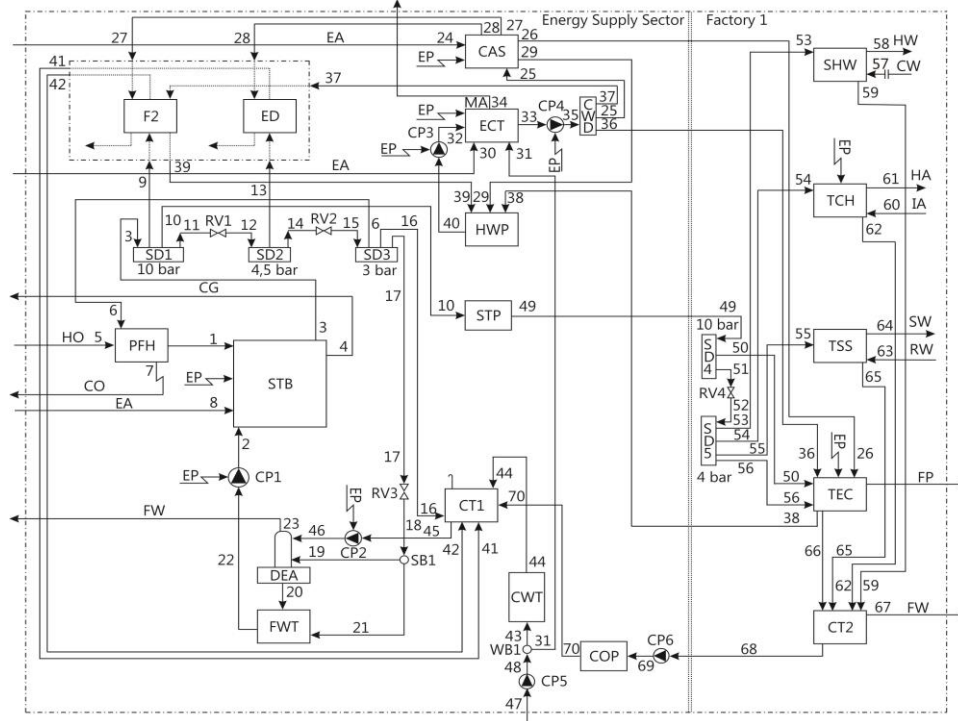 Energy Supply Sector
Factory 1
27
28
EA
24
28
27
26
29
CAS
EP
25
53
SHW
58
HW
57
CW
59
41
42
37
F2
ED
EP
MA
34
ECT
33
CP4
35
C
W
D
37
25
36
CP3
32
EP
30
31
EP
EA
9
39
13
39
29
38
40
HWP
EP
54
TCH
61
HA
60
IA
62
3
10
11
RV1
12
14
RV2
15
6
16
SD1
SD2
SD3
10 bar
4,5 bar
3 bar
17
CG
6
3
4
HO
5
PFH
1
7
CO
EP
STB
EA
8
2
10
STP
49
49
10 bar
S
D
4
50
51
RV4
52
53
S
D
5
54
55
56
4 bar
55
TSS
64
SW
63
RW
65
EP
CP1
17
RV3
44
16
CT1
70
18
45
42
41
36
EP
26
50
TEC
56
38
FP
FW
23
EP
46
CP2
19
SB1
DEA
20
22
FWT
21
44
CWT
43
31
WB1
48
CP5
47
70
COP
CP6
69
68
66
65
62
59
67
FW
CT2